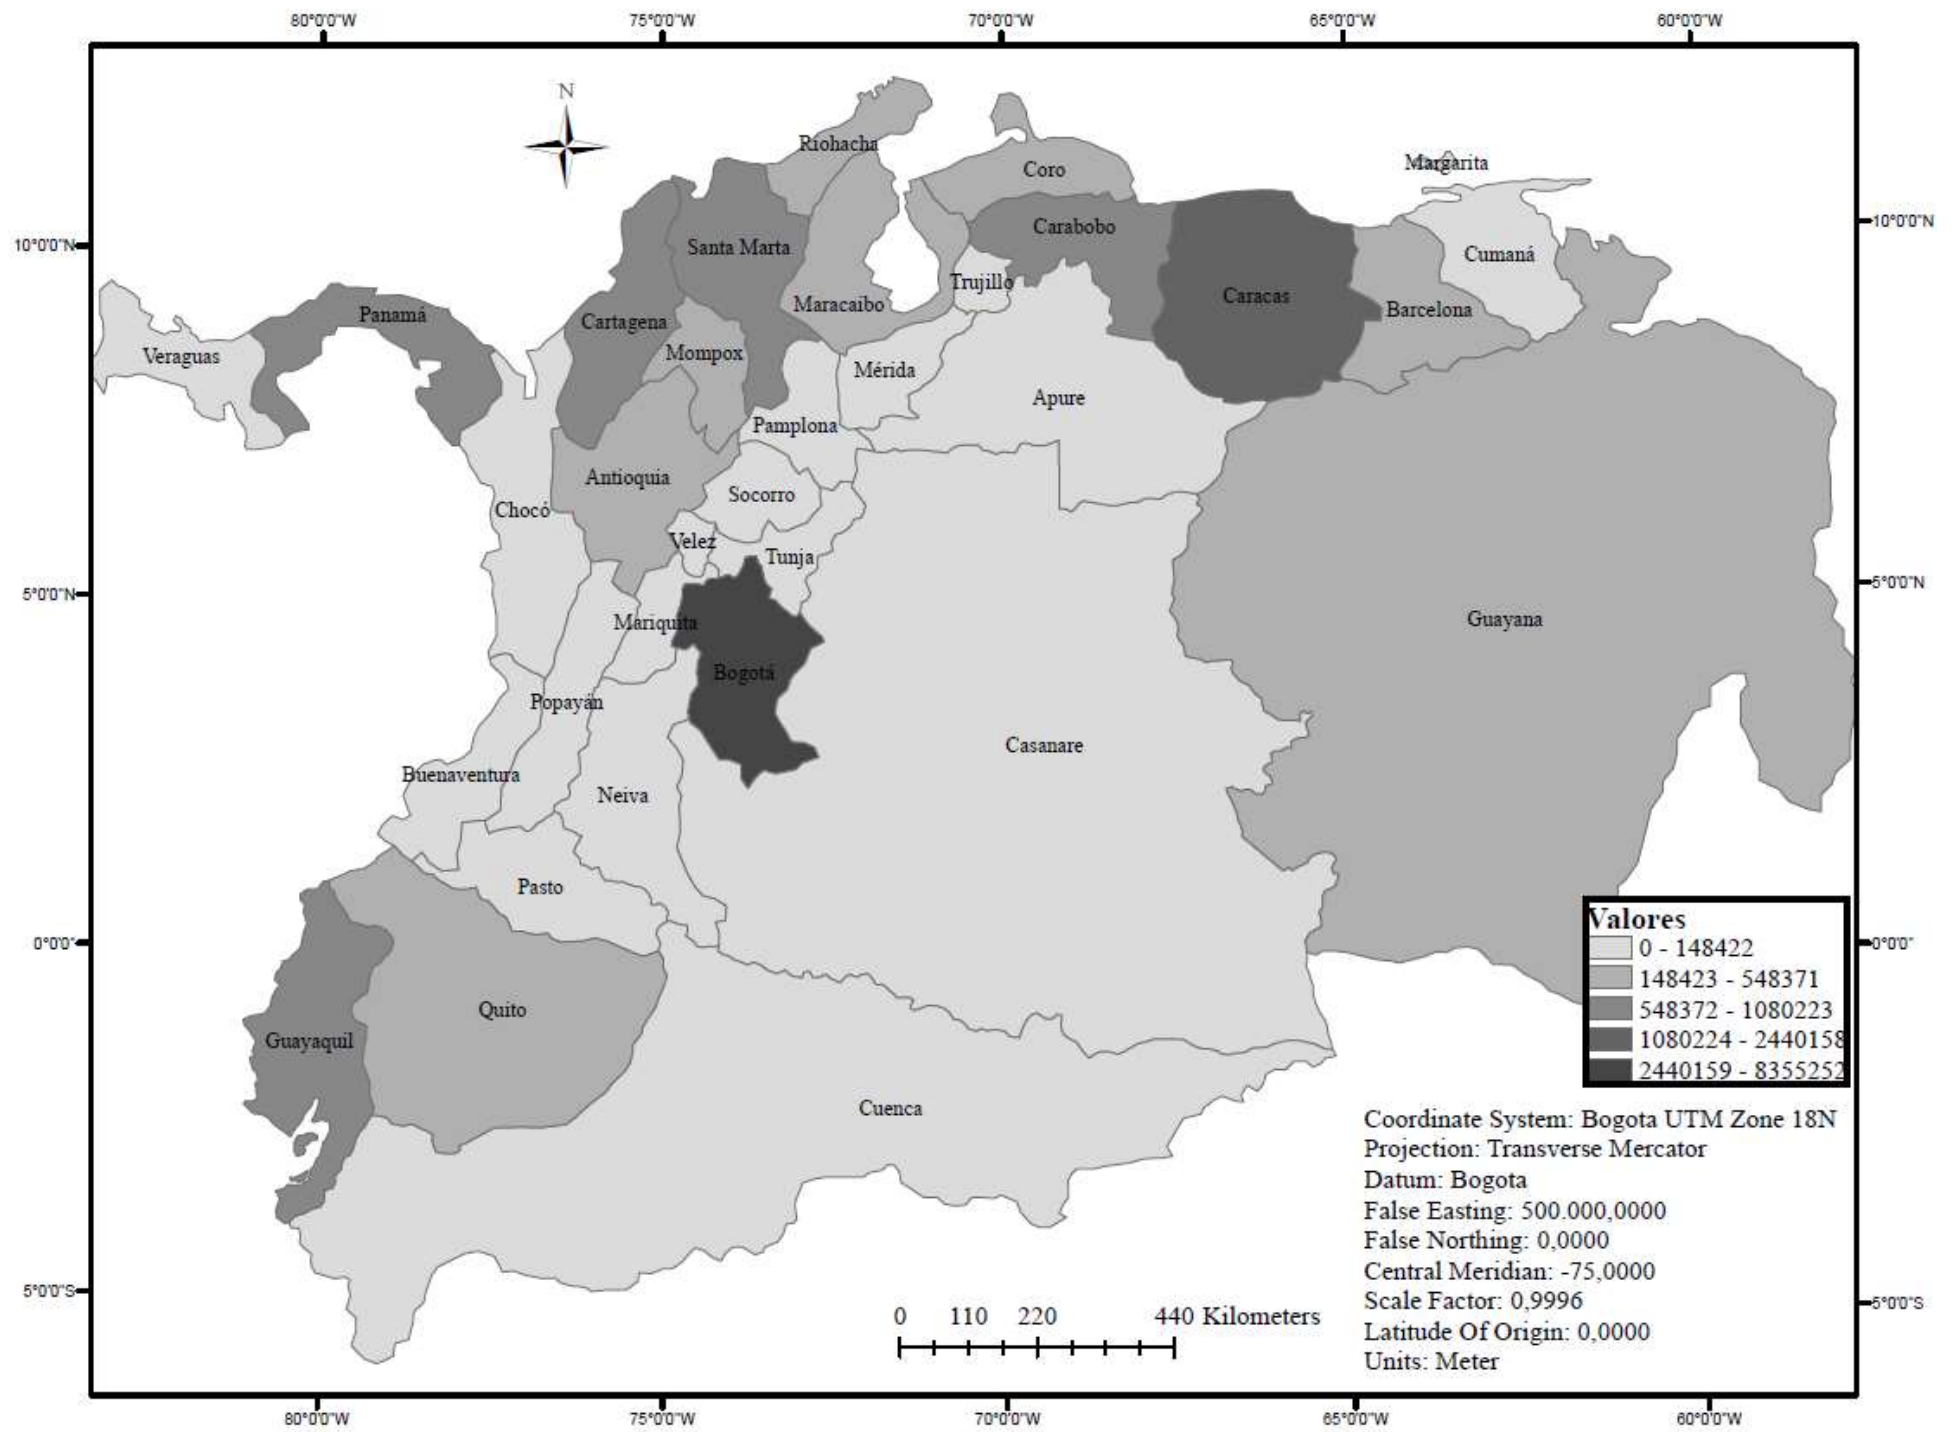 80°0'0"W 75°0'0"W 70°0'0"W 65°0'0"W 60°0'0"W
N
Riohacha
Margarita
Coro
10°0'0"N
10°0'0"N
Carabobo
Santa Marta
Cumaná
Trujillo
Caracas
Maracaibo
Barcelona
Panamá
Cartagena
Veraguas
Mompox
Mérida
Apure
Pamplona
Antioquia
Socorro
Chocó
Velez
Tunja
5°0'0"N
5°0'0"N
Mariquita
Guayana
Bogotá
Popayán
Casanare
Buenaventura
Neiva
Pasto
Valores
0 - 148422
148423 - 548371
548372 - 1080223
1080224 - 2440158
2440159 - 8355252
0°0'0"
0°0'0"
Quito
Guayaquil
Cuenca
Coordinate System: Bogota UTM Zone 18N
Projection: Transverse Mercator
Datum: Bogota
False Easting: 500.000,0000
False Northing: 0,0000
Central Meridian: -75,0000
Scale Factor: 0,9996
Latitude Of Origin: 0,0000
Units: Meter
5°0'0"S
5°0'0"S
0 110 220 440 Kilometers
80°0'0"W 75°0'0"W 70°0'0"W 65°0'0"W 60°0'0"W